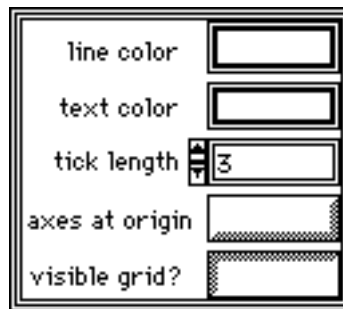 line color
text color
tick length 3
axes at origin
visible grid?